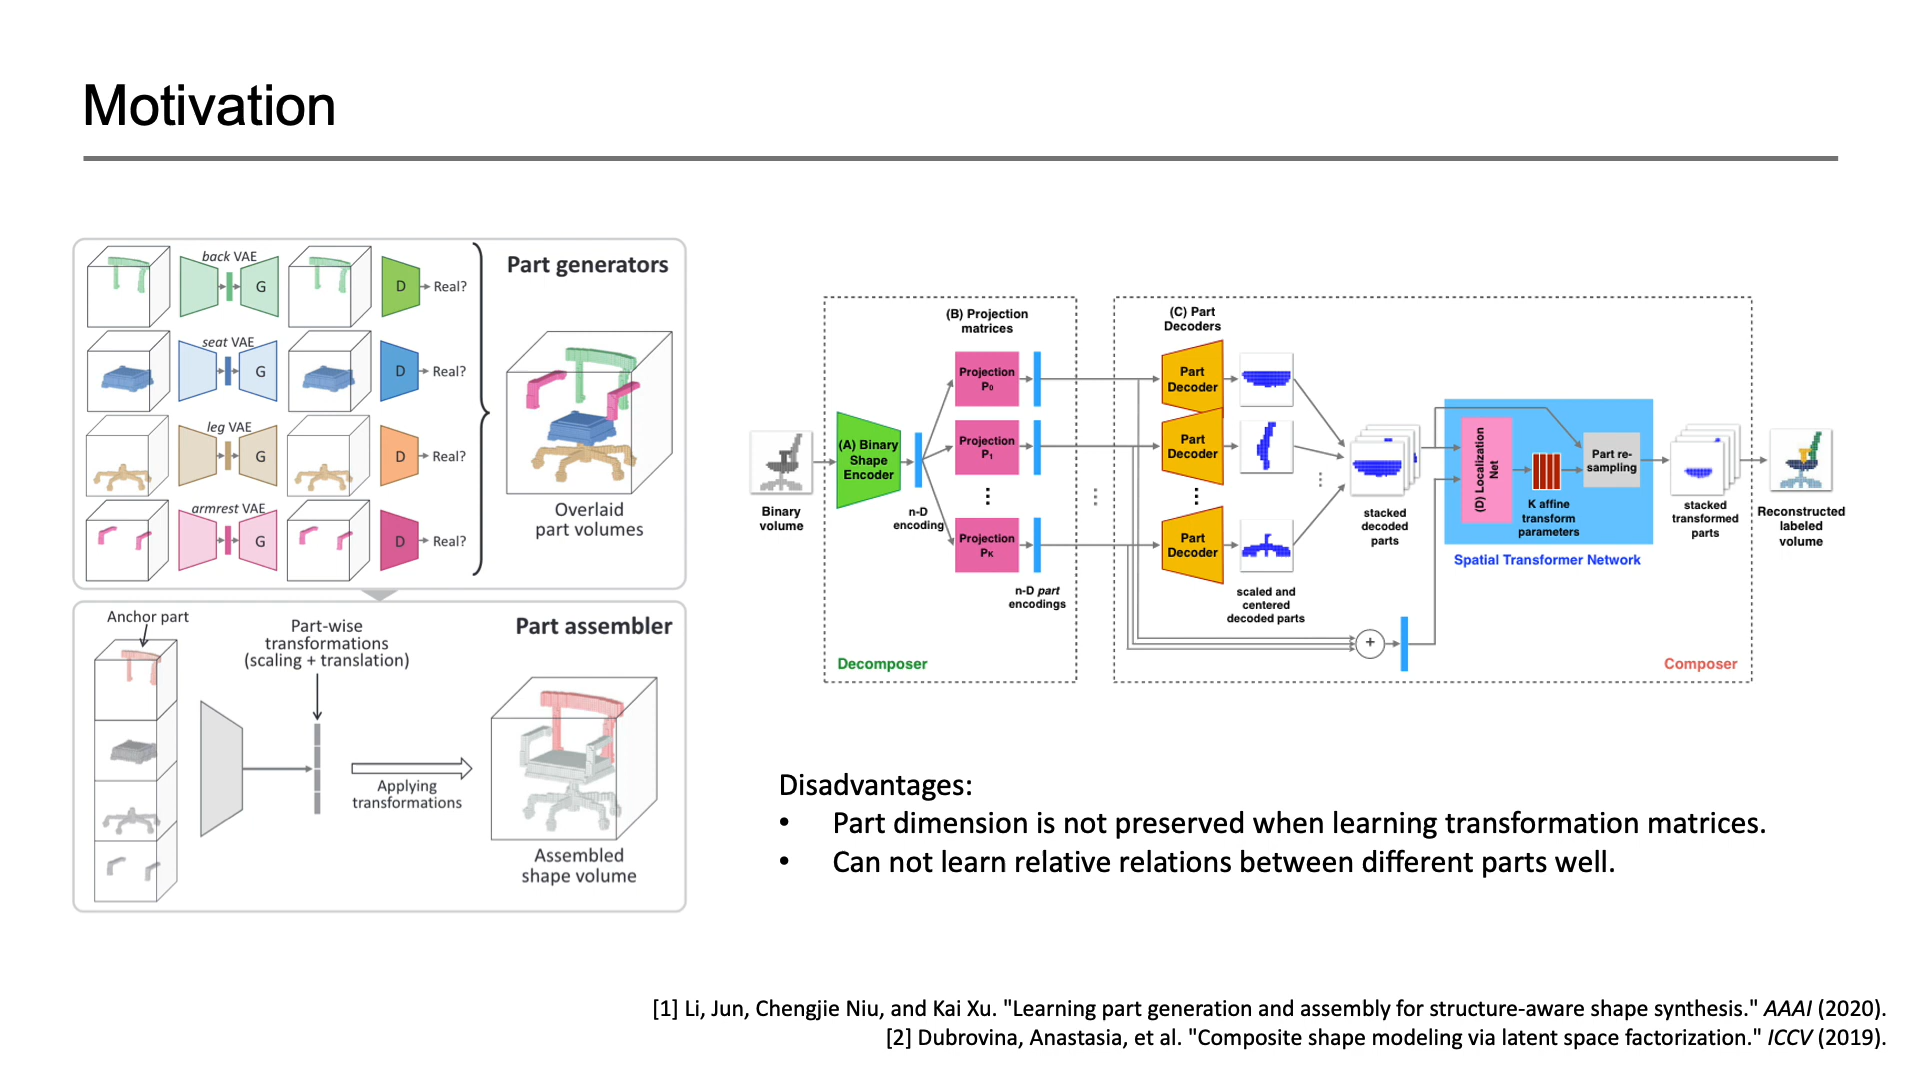 Motivation
back VAE
G
D
Real?
seat VAE
G
D
Real?
leg VAE
G
D
Real?
armrest VAE
G
D
Real?
Part generators
Overlaid
part volumes
Anchor part
Part-wise
transformations
(scaling + translation)
Part assembler
Applying
transformations
Assembled
shape volume
Binary
volume
(A) Binary
Shape
Encoder
n-D
encoding
(B) Projection
matrices
Projection
P₀
Projection
P₁
Projection
Pₖ
n-D part
encodings
Decomposer
(C) Part
Decoders
Part
Decoder
Part
Decoder
Part
Decoder
scaled and
centered
decoded parts
stacked
decoded
parts
+
(D) Localization
Net
K affine
transform
parameters
Part re-
sampling
Spatial Transformer Network
stacked
transformed
parts
Composer
Reconstructed
labeled
volume
Disadvantages:
• Part dimension is not preserved when learning transformation matrices.
• Can not learn relative relations between different parts well.
[1] Li, Jun, Chengjie Niu, and Kai Xu. "Learning part generation and assembly for structure-aware shape synthesis." AAAI (2020).
[2] Dubrovina, Anastasia, et al. "Composite shape modeling via latent space factorization." ICCV (2019).